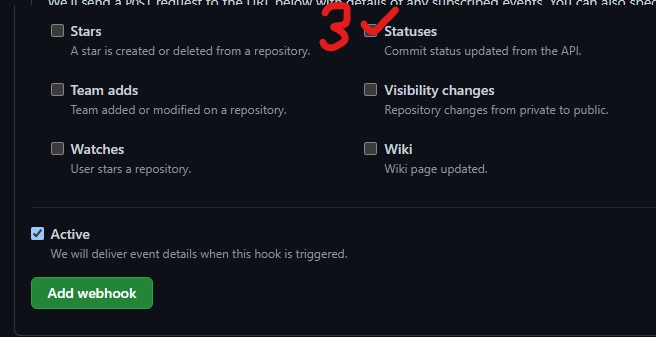 We'll send a POST request to the URL below with details of any subscribed events. You can also spec
3
Stars
A star is created or deleted from a repository.
Statuses
Commit status updated from the API.
Team adds
Team added or modified on a repository.
Visibility changes
Repository changes from private to public.
Watches
User stars a repository.
Wiki
Wiki page updated.
Active
We will deliver event details when this hook is triggered.
Add webhook